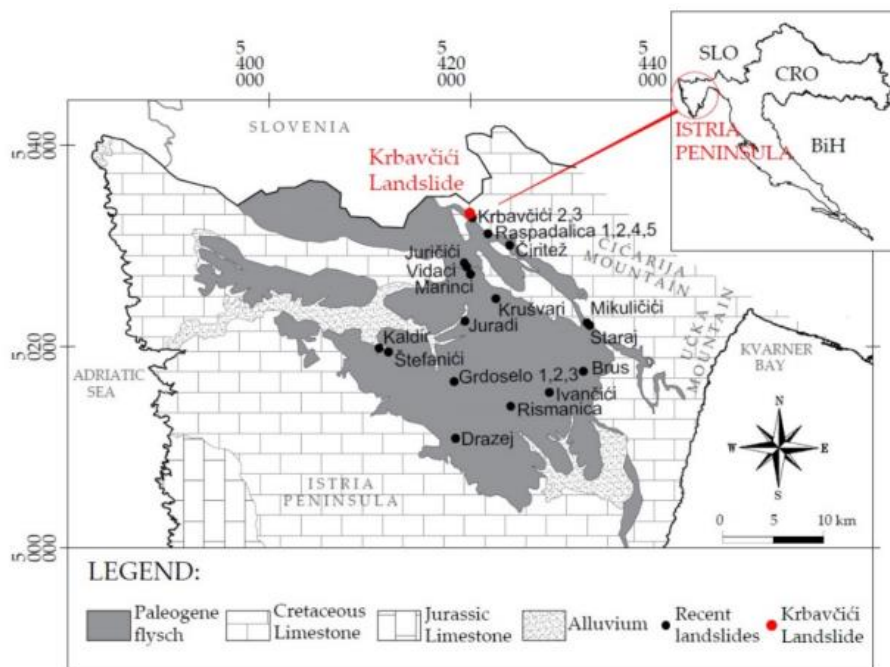 5
400
000
5
420
000
5
440
000
SLO
CRO
BiH
ISTRIA
PENINSULA
5
040
000
SLOVENIA
Krbavčići
Landslide
Krbavčići 2,3
Raspadalica 1,2,4,5
Čiritež
ĆIĆARIJA
MOUNTAIN
Juričići
Vidaci
Marinci
Krušvari
Mikuličići
Juradi
Staraj
UČKA
MOUNTAIN
5
020
000
Kaldir
Štefanići
Brus
KVARNER
BAY
ADRIATIC
SEA
Grdoselo 1,2,3
Ivančići
Rismanica
Drazej
N
W
E
S
ISTRIA
PENINSULA
0 5 10 km
5
000
000
LEGEND:
Paleogene
flysch
Cretaceous
Limestone
Jurassic
Limestone
Alluvium
Recent
landslides
Krbavčići
Landslide